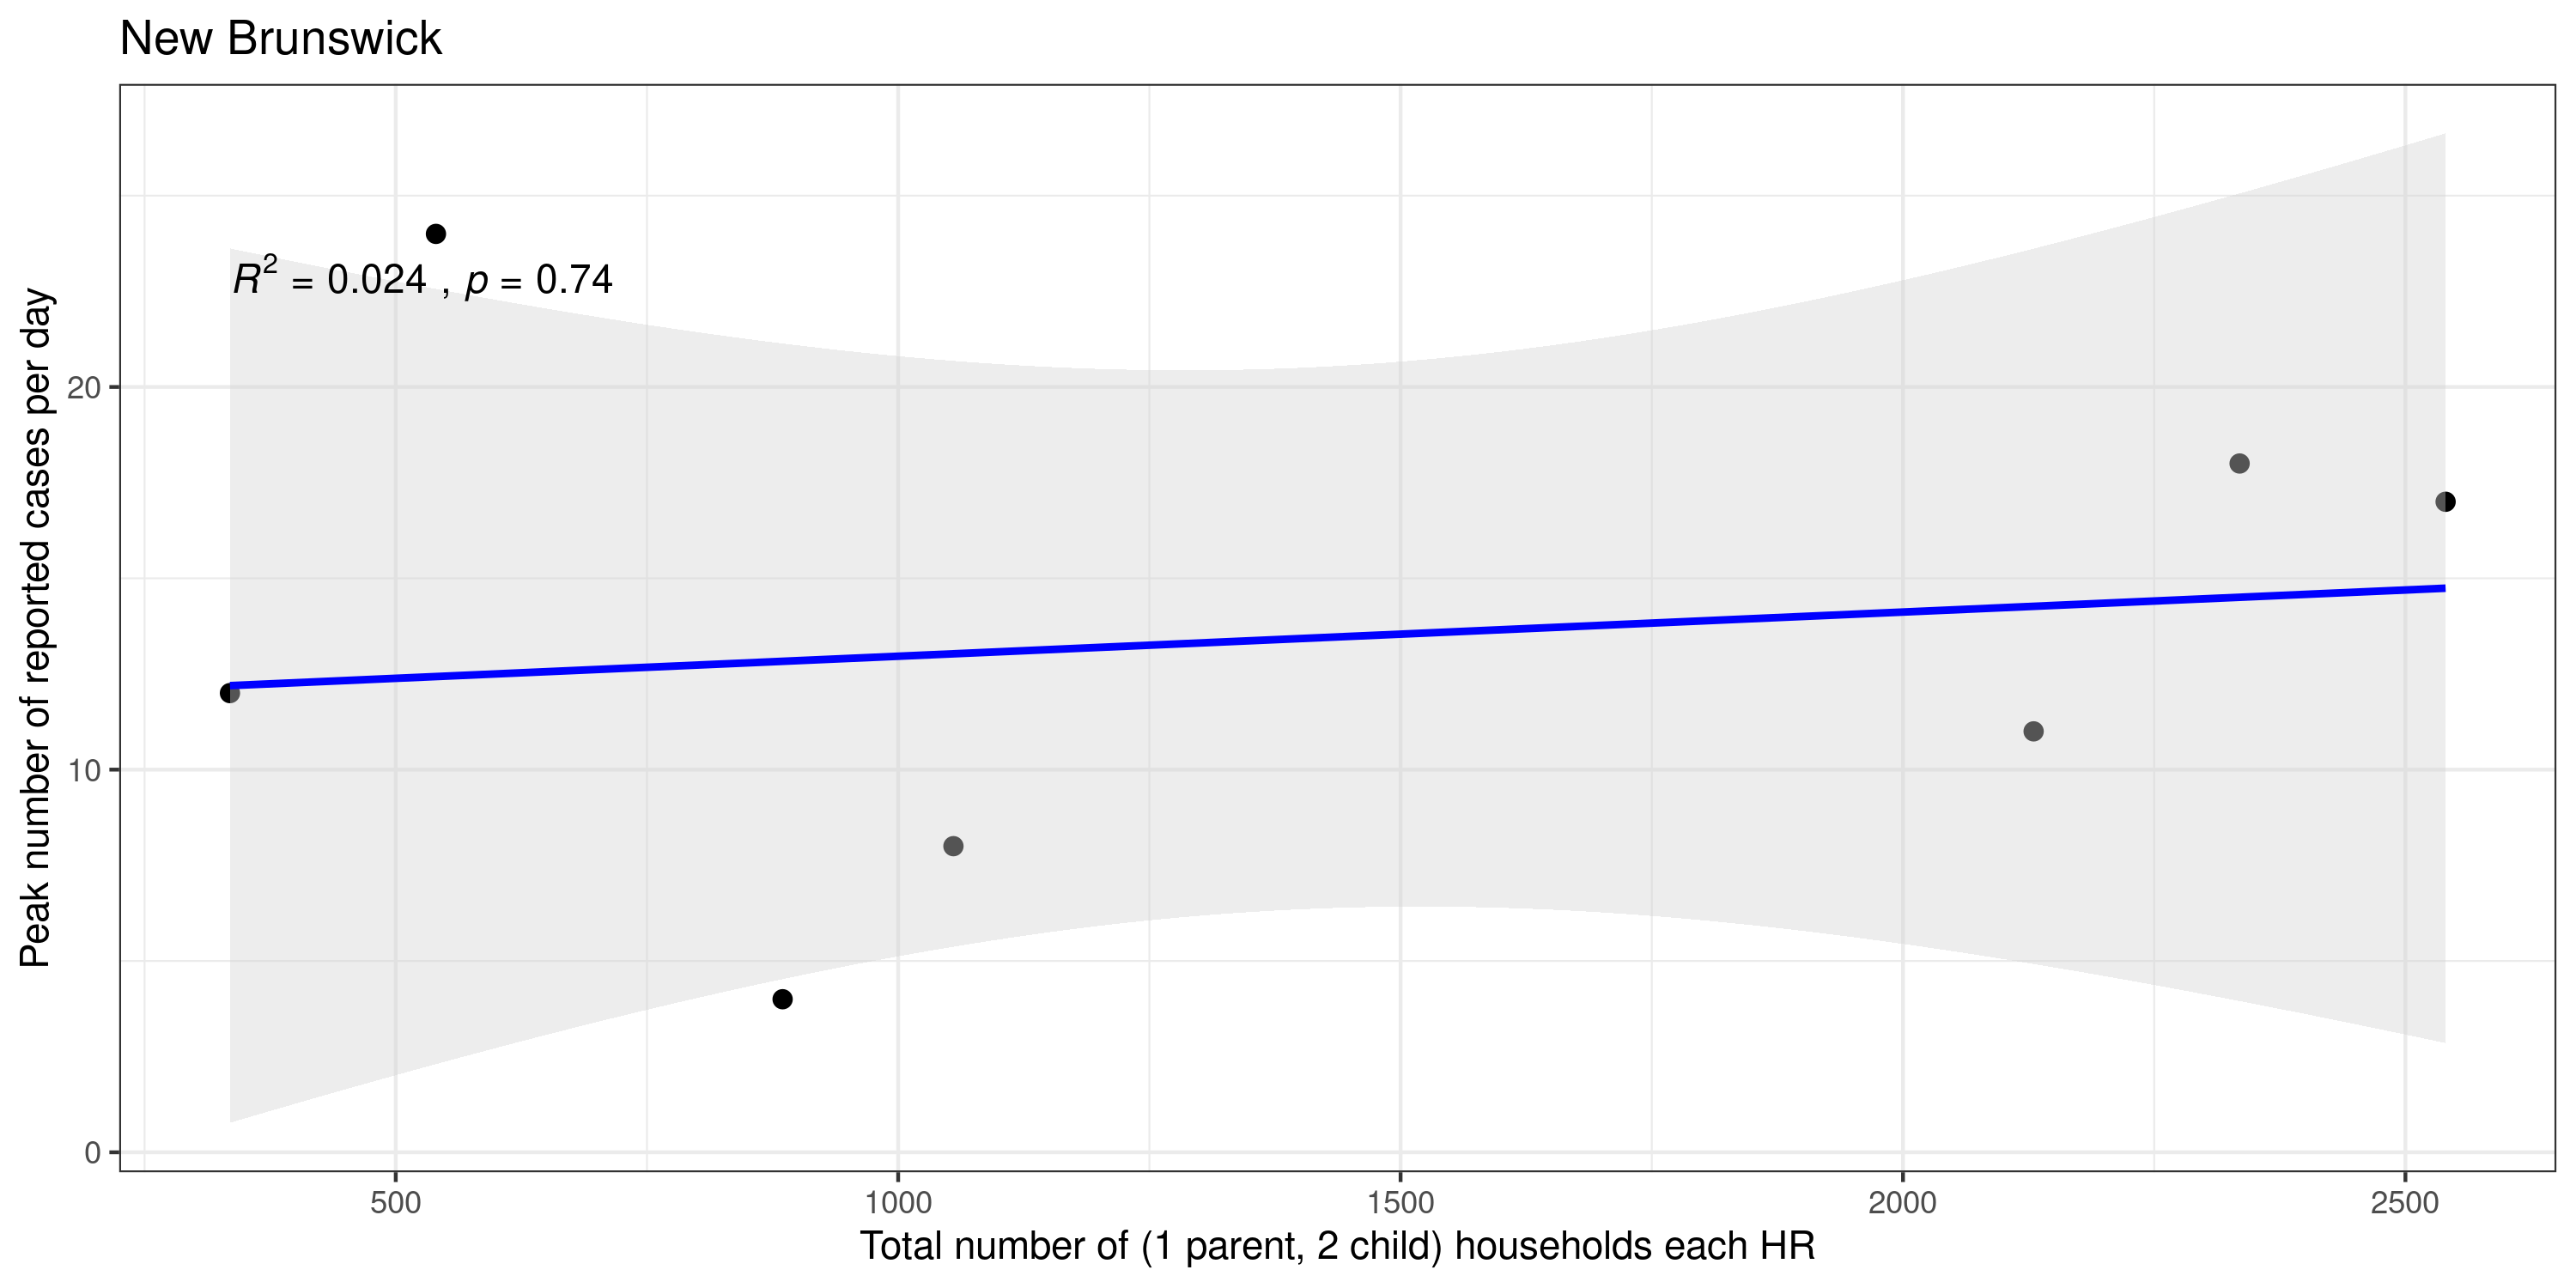 New Brunswick
R² = 0.024 , p = 0.74
Peak number of reported cases per day
20
10
0
500 1000 1500 2000 2500
Total number of (1 parent, 2 child) households each HR